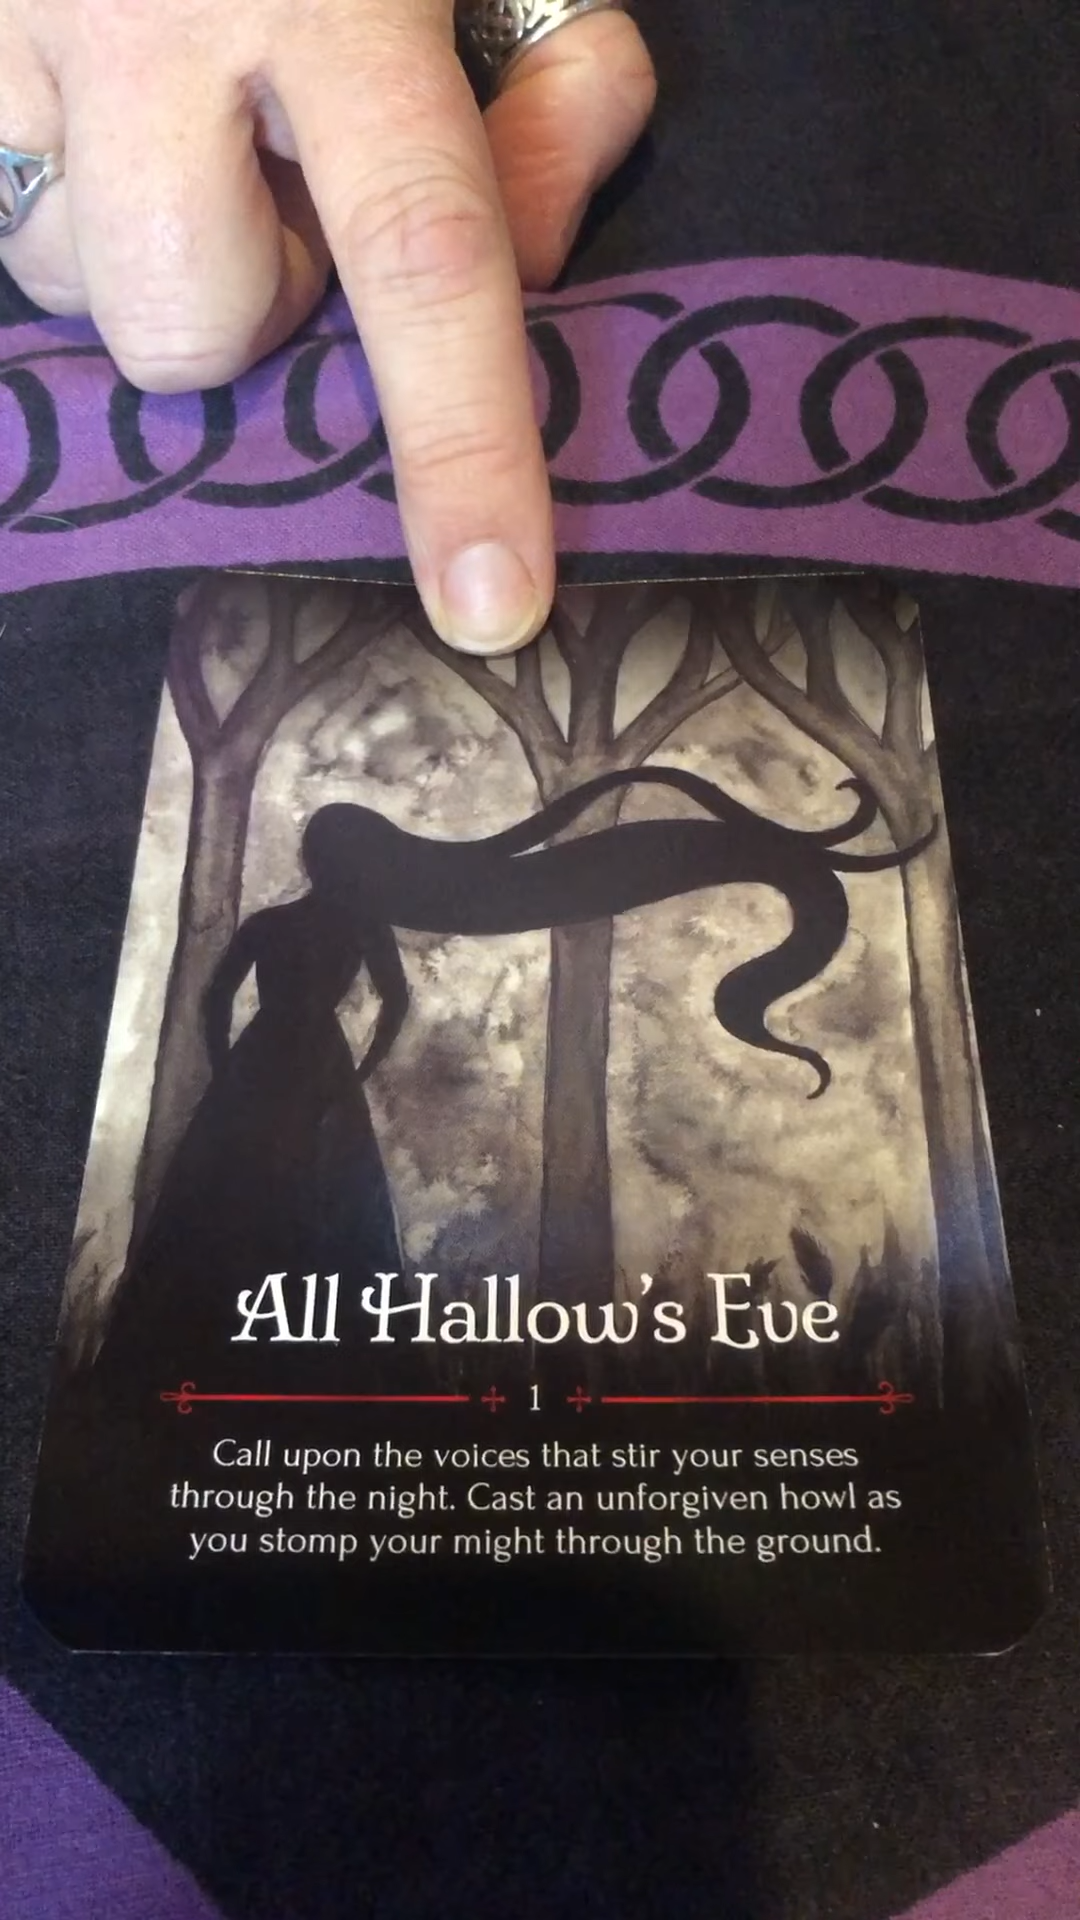 All Hallow's Eve
1
Call upon the voices that stir your senses
through the night. Cast an unforgiven howl as
you stomp your might through the ground.